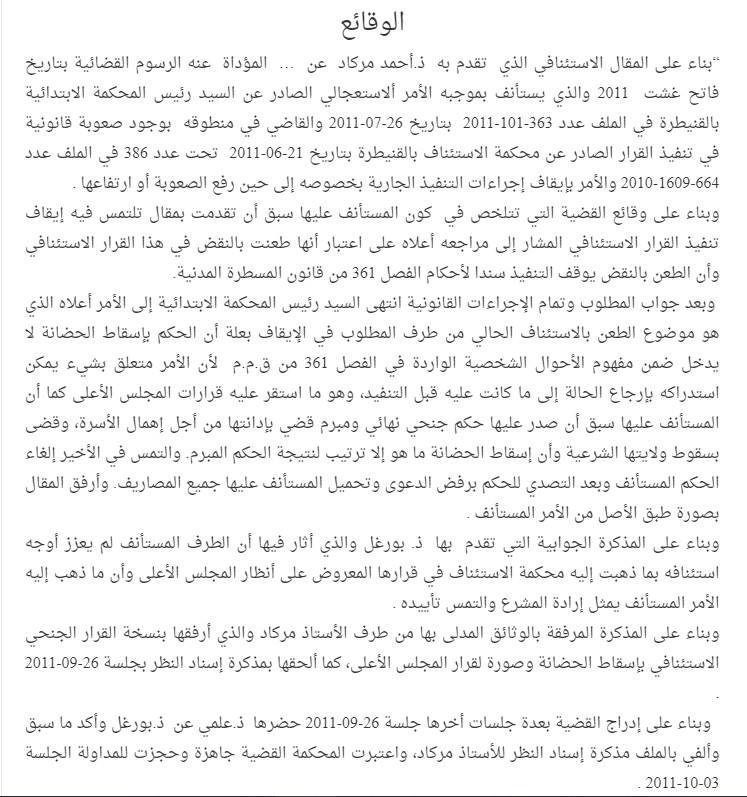 الوقائع
“بناء على المقال الاستئنافي الذي تقدم به ذ.أحمد مركاد عن ... المؤداة عنه الرسوم القضائية بتاريخ
فاتح غشت 2011 والذي يستأنف بموجبه الأمر ألاستعجالي الصادر عن السيد رئيس المحكمة الابتدائية
بالقنيطرة في الملف عدد 363-101-2011 بتاريخ 26-07-2011 والقاضي في منطوقه بوجود صعوبة قانونية
في تنفيذ القرار الصادر عن محكمة الاستئناف بالقنيطرة بتاريخ 21-06-2011 تحت عدد 386 في الملف عدد
664-1609-2010 والأمر بإيقاف إجراءات التنفيذ الجارية بخصوصه إلى حين رفع الصعوبة أو ارتفاعها .
وبناء على وقائع القضية التي تتلخص في كون المستأنف عليها سبق أن تقدمت بمقال تلتمس فيه إيقاف
تنفيذ القرار الاستئنافي المشار إلى مراجعه أعلاه على اعتبار أنها طعنت بالنقض في هذا القرار الاستئنافي
وأن الطعن بالنقض يوقف التنفيذ سندا لأحكام الفصل 361 من قانون المسطرة المدنية.
وبعد جواب المطلوب وتمام الإجراءات القانونية انتهى السيد رئيس المحكمة الابتدائية إلى الأمر أعلاه الذي
هو موضوع الطعن بالاستئناف الحالي من طرف المطلوب في الإيقاف بعلة أن الحكم بإسقاط الحضانة لا
يدخل ضمن مفهوم الأحوال الشخصية الواردة في الفصل 361 من ق.م.م لأن الأمر متعلق بشيء يمكن
استدراكه بإرجاع الحالة إلى ما كانت عليه قبل التنفيد، وهو ما استقر عليه قرارات المجلس الأعلى كما أن
المستأنف عليها سبق أن صدر عليها حكم جنحي نهائي ومبرم قضي بإدانتها من أجل إهمال الأسرة، وقضى
بسقوط ولايتها الشرعية وأن إسقاط الحضانة ما هو إلا ترتيب لنتيجة الحكم المبرم. والتمس في الأخير إلغاء
الحكم المستأنف وبعد التصدي للحكم برفض الدعوى وتحميل المستأنف عليها جميع المصاريف. وأرفق المقال
بصورة طبق الأصل من الأمر المستأنف .
وبناء على المذكرة الجوابية التي تقدم بها ذ. بورغل والذي أثار فيها أن الطرف المستأنف لم يعزز أوجه
استئنافه بما ذهبت إليه محكمة الاستئناف في قرارها المعروض على أنظار المجلس الأعلى وأن ما ذهب إليه
الأمر المستأنف يمثل إرادة المشرع والتمس تأييده .
وبناء على المذكرة المرفقة بالوثائق المدلى بها من طرف الأستاذ مركاد والذي أرفقها بنسخة القرار الجنحي
الاستئنافي بإسقاط الحضانة وصورة لقرار المجلس الأعلى، كما ألحقها بمذكرة إسناد النظر بجلسة 26-09-2011
.
وبناء على إدراج القضية بعدة جلسات أخرها جلسة 26-09-2011 حضرها ذ.علمي عن ذ.بورغل وأكد ما سبق
وألفي بالملف مذكرة إسناد النظر للأستاذ مركاد، واعتبرت المحكمة القضية جاهزة وحجزت للمداولة الجلسة
03-10-2011 .